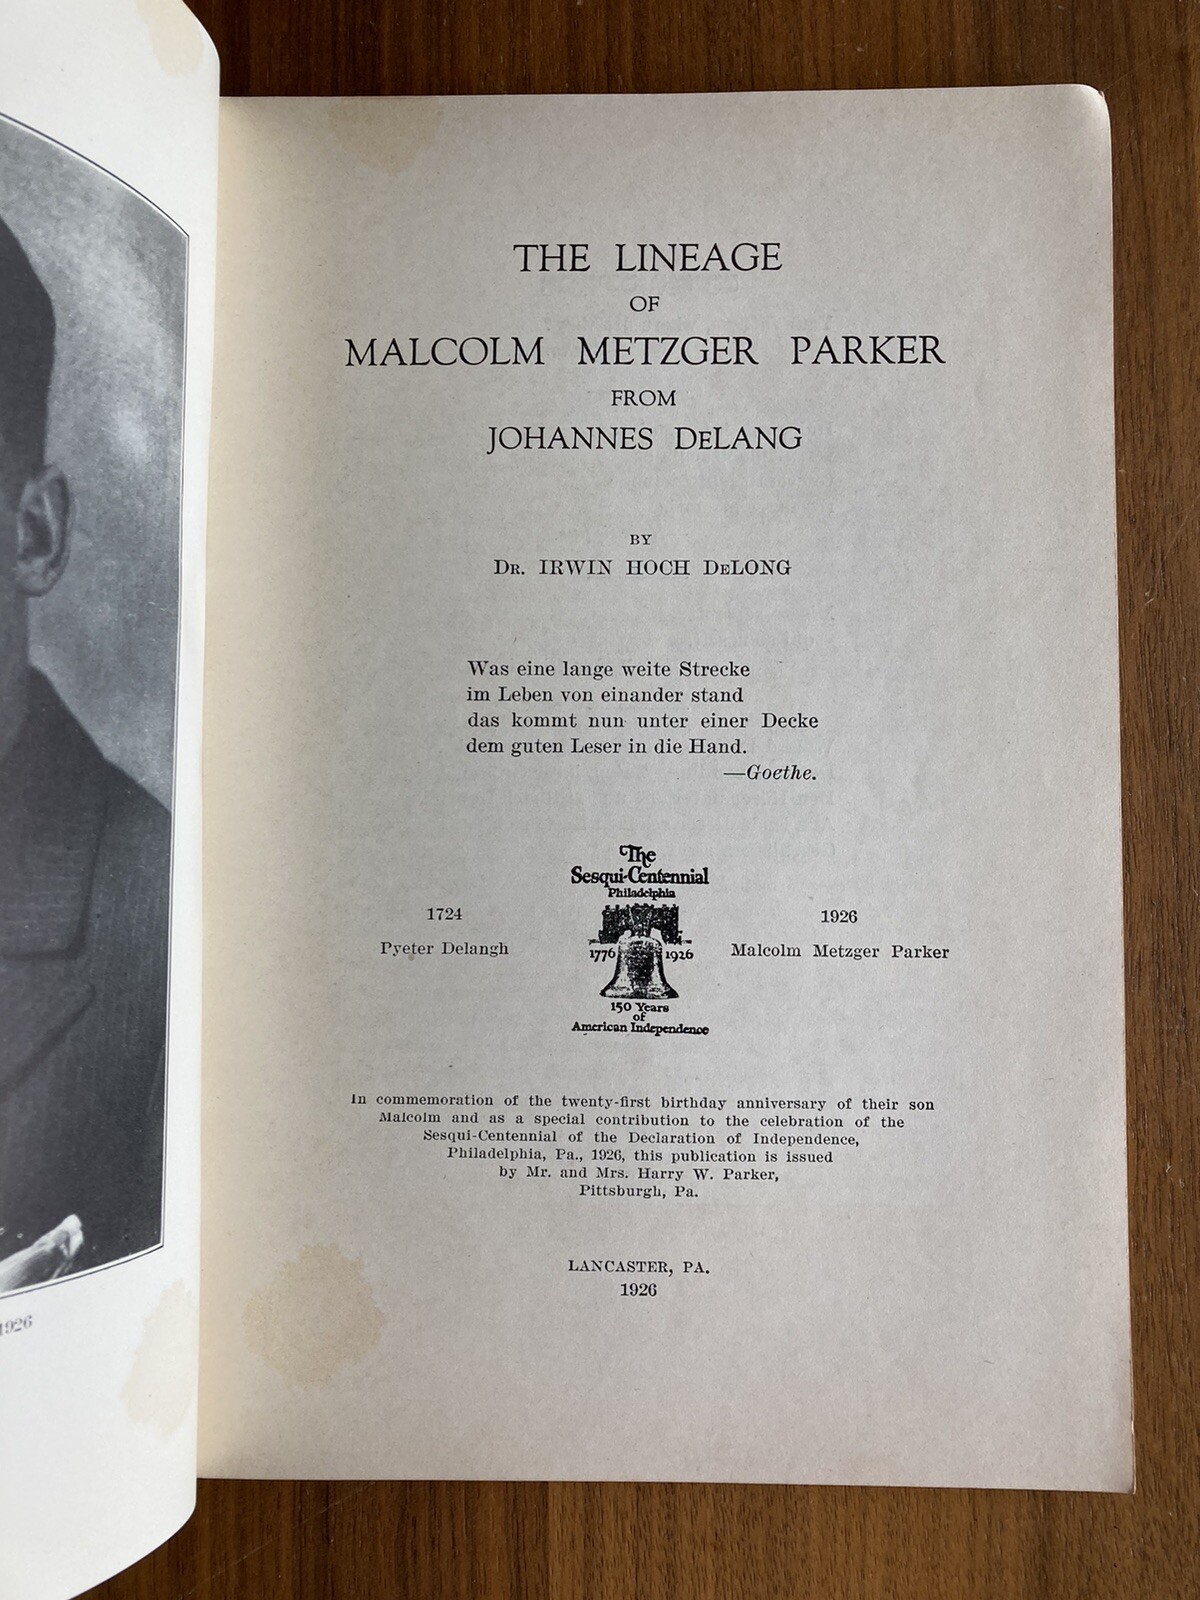 THE LINEAGE
OF
MALCOLM METZGER PARKER
FROM
JOHANNES DeLANG
BY
Dr. IRWIN HOCH DeLONG
Was eine lange weite Strecke
im Leben von einander stand
das kommt nun unter einer Decke
dem guten Leser in die Hand.
—Goethe.
The
Sesqui-Centennial
Philadelphia
1776 1926
150 Years
of
American Independence
1724
Pyeter Delangh
1926
Malcolm Metzger Parker
In commemoration of the twenty-first birthday anniversary of their son
Malcolm and as a special contribution to the celebration of the
Sesqui-Centennial of the Declaration of Independence,
Philadelphia, Pa., 1926, this publication is issued
by Mr. and Mrs. Harry W. Parker,
Pittsburgh, Pa.
LANCASTER, PA.
1926
1926